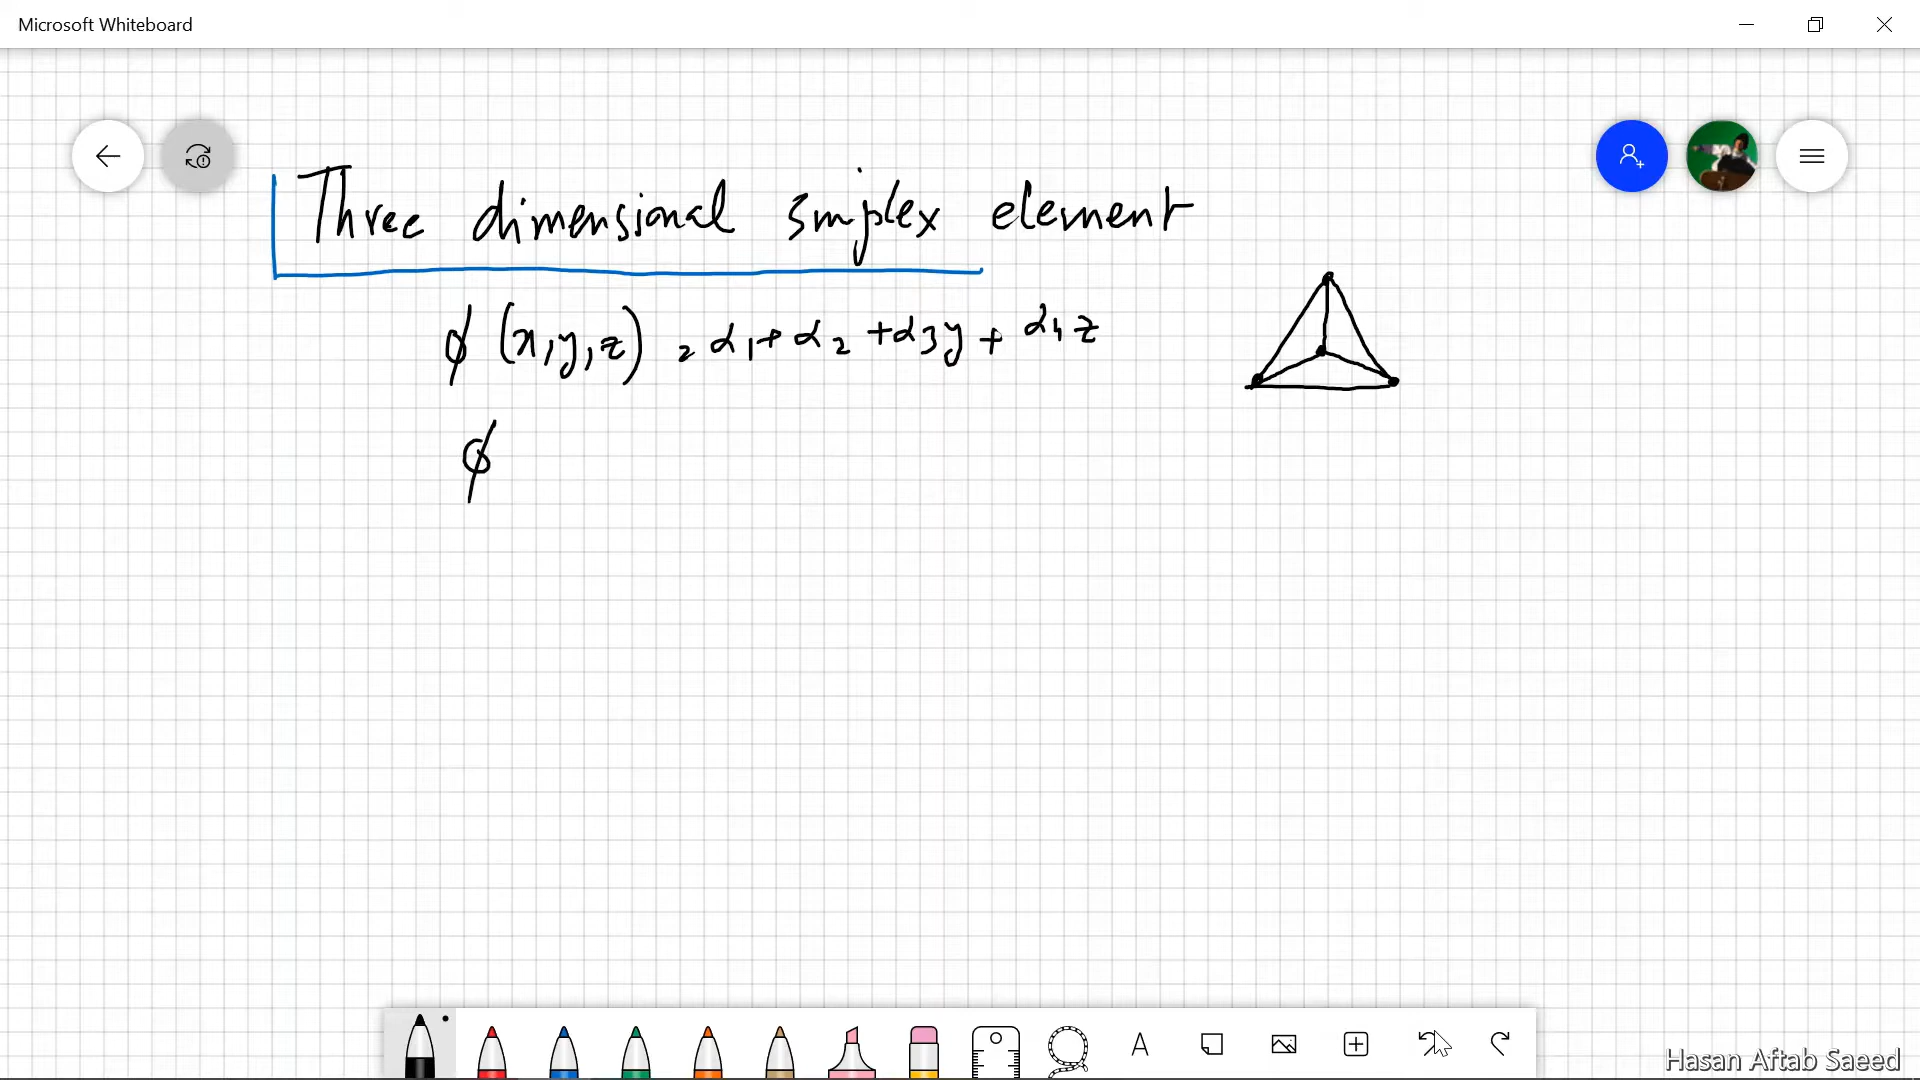 Microsoft Whiteboard
Three dimensional simplex element
ϕ (x,y,z) = α₁ + α₂ + α₃y + α₄z
ϕ
A
Hasan Aftab Saeed